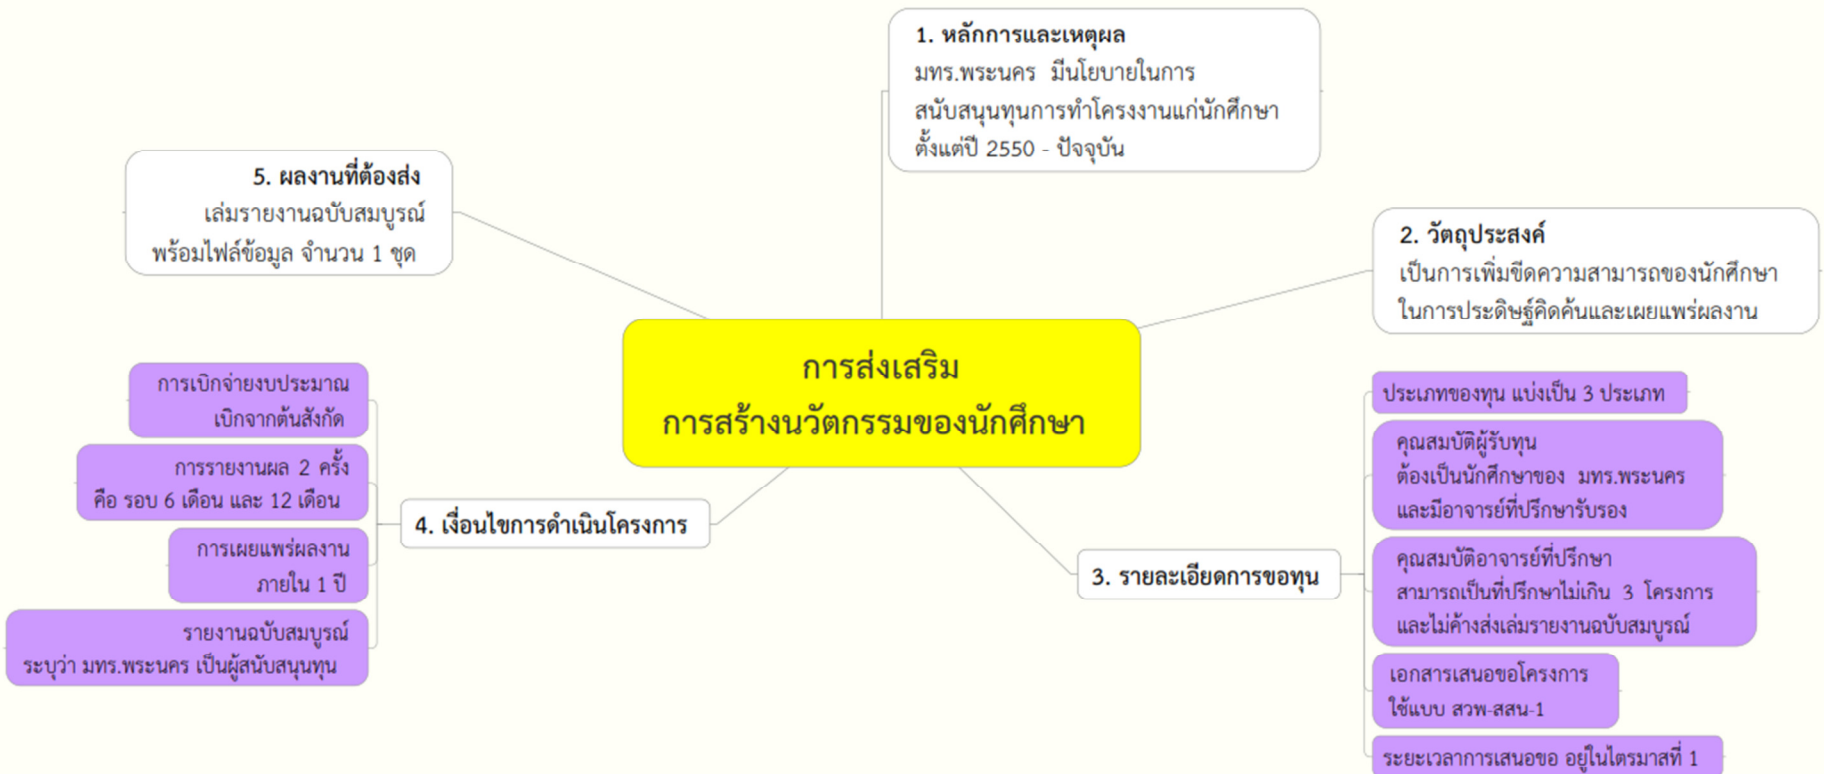 1. หลักการและเหตุผล
มทร.พระนคร มีนโยบายในการ
สนับสนุนทุนการทำโครงงานแก่นักศึกษา
ตั้งแต่ปี 2550 - ปัจจุบัน
5. ผลงานที่ต้องส่ง
เล่มรายงานฉบับสมบูรณ์
พร้อมไฟล์ข้อมูล จำนวน 1 ชุด
2. วัตถุประสงค์
เป็นการเพิ่มขีดความสามารถของนักศึกษา
ในการประดิษฐ์คิดค้นและเผยแพร่ผลงาน
การส่งเสริม
การสร้างนวัตกรรมของนักศึกษา
3. รายละเอียดการขอทุน
ประเภทของทุน แบ่งเป็น 3 ประเภท
คุณสมบัติผู้รับทุน
ต้องเป็นนักศึกษาของ มทร.พระนคร
และมีอาจารย์ที่ปรึกษารับรอง
คุณสมบัติอาจารย์ที่ปรึกษา
สามารถเป็นที่ปรึกษาไม่เกิน 3 โครงการ
และไม่ค้างส่งเล่มรายงานฉบับสมบูรณ์
เอกสารเสนอขอโครงการ
ใช้แบบ สวพ-สสน-1
ระยะเวลาการเสนอขอ อยู่ในไตรมาสที่ 1
4. เงื่อนไขการดำเนินโครงการ
การเบิกจ่ายงบประมาณ
เบิกจากต้นสังกัด
การรายงานผล 2 ครั้ง
คือ รอบ 6 เดือน และ 12 เดือน
การเผยแพร่ผลงาน
ภายใน 1 ปี
รายงานฉบับสมบูรณ์
ระบุว่า มทร.พระนคร เป็นผู้สนับสนุนทุน